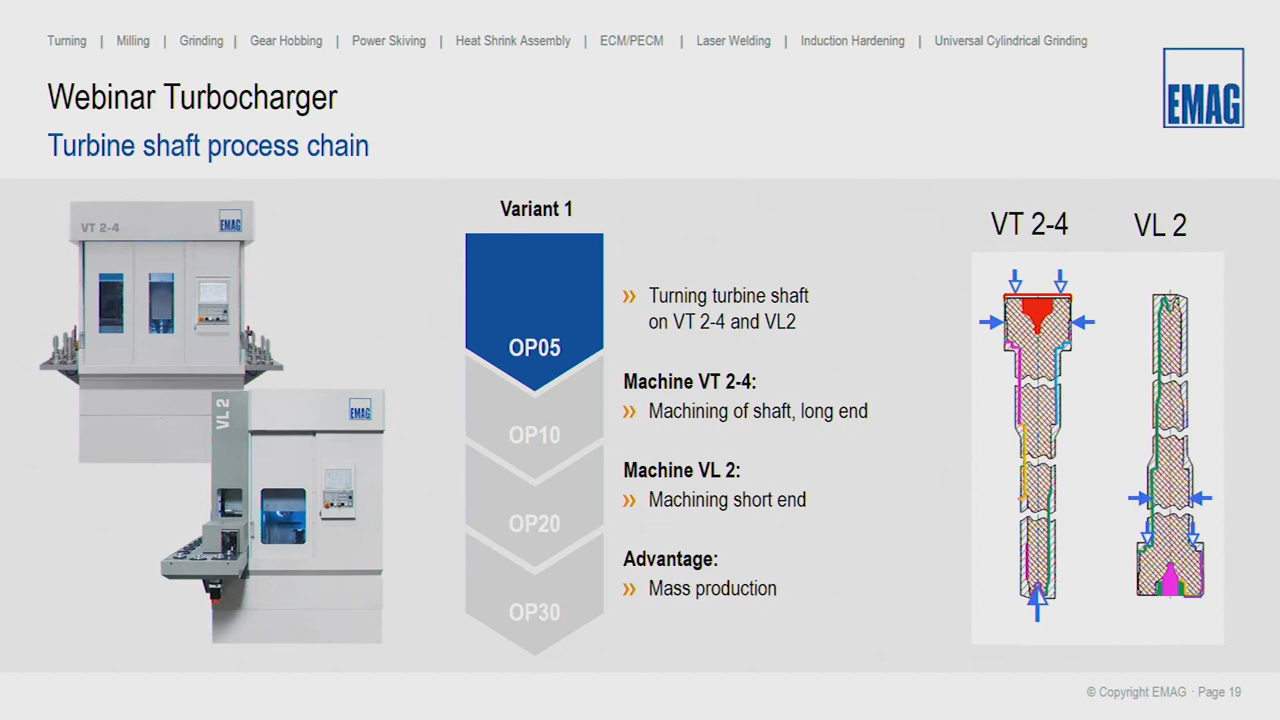 Turning | Milling | Grinding | Gear Hobbing | Power Skiving | Heat Shrink Assembly | ECM/PECM | Laser Welding | Induction Hardening | Universal Cylindrical Grinding
EMAG
Webinar Turbocharger
Turbine shaft process chain
VT 2-4
EMAG
VL 2
EMAG
Variant 1
OP05
OP10
OP20
OP30
Turning turbine shaft
on VT 2-4 and VL2
Machine VT 2-4:
Machining of shaft, long end
Machine VL 2:
Machining short end
Advantage:
Mass production
VT 2-4
VL 2
© Copyright EMAG · Page 19